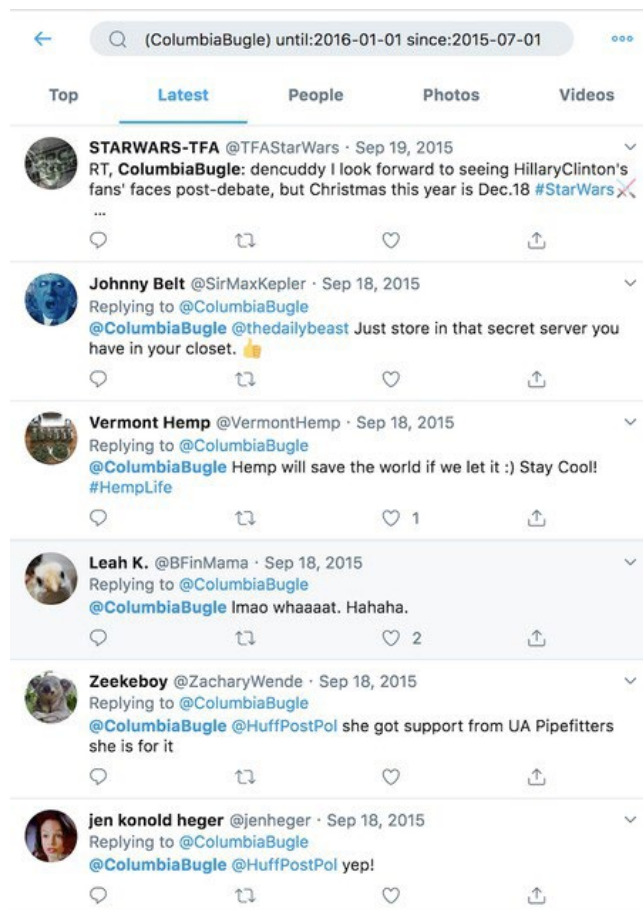 (ColumbiaBugle) until:2016-01-01 since:2015-07-01
Top Latest People Photos Videos
STARWARS-TFA @TFAStarWars · Sep 19, 2015
RT, ColumbiaBugle: dencuddy I look forward to seeing HillaryClinton's
fans' faces post-debate, but Christmas this year is Dec.18 #StarWars⚔️
...
Johnny Belt @SirMaxKepler · Sep 18, 2015
Replying to @ColumbiaBugle
@ColumbiaBugle @thedailybeast Just store in that secret server you
have in your closet. 👍
Vermont Hemp @VermontHemp · Sep 18, 2015
Replying to @ColumbiaBugle
@ColumbiaBugle Hemp will save the world if we let it :) Stay Cool!
#HempLife
1
Leah K. @BFinMama · Sep 18, 2015
Replying to @ColumbiaBugle
@ColumbiaBugle lmao whaaaat. Hahaha.
2
Zeekeboy @ZacharyWende · Sep 18, 2015
Replying to @ColumbiaBugle
@ColumbiaBugle @HuffPostPol she got support from UA Pipefitters
she is for it
jen konold heger @jenheger · Sep 18, 2015
Replying to @ColumbiaBugle
@ColumbiaBugle @HuffPostPol yep!